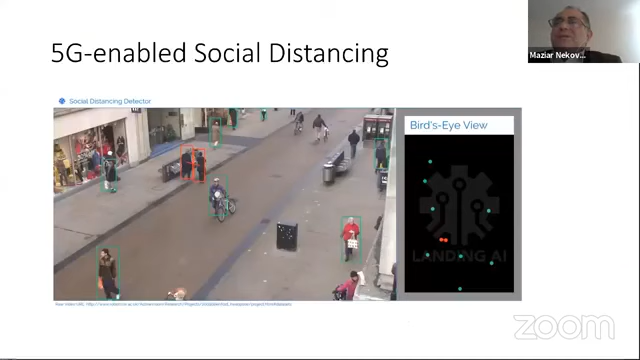 5G-enabled Social Distancing
Maziar Nekov...
Social Distancing Detector
Bird's-Eye View
LANDING AI
zoom